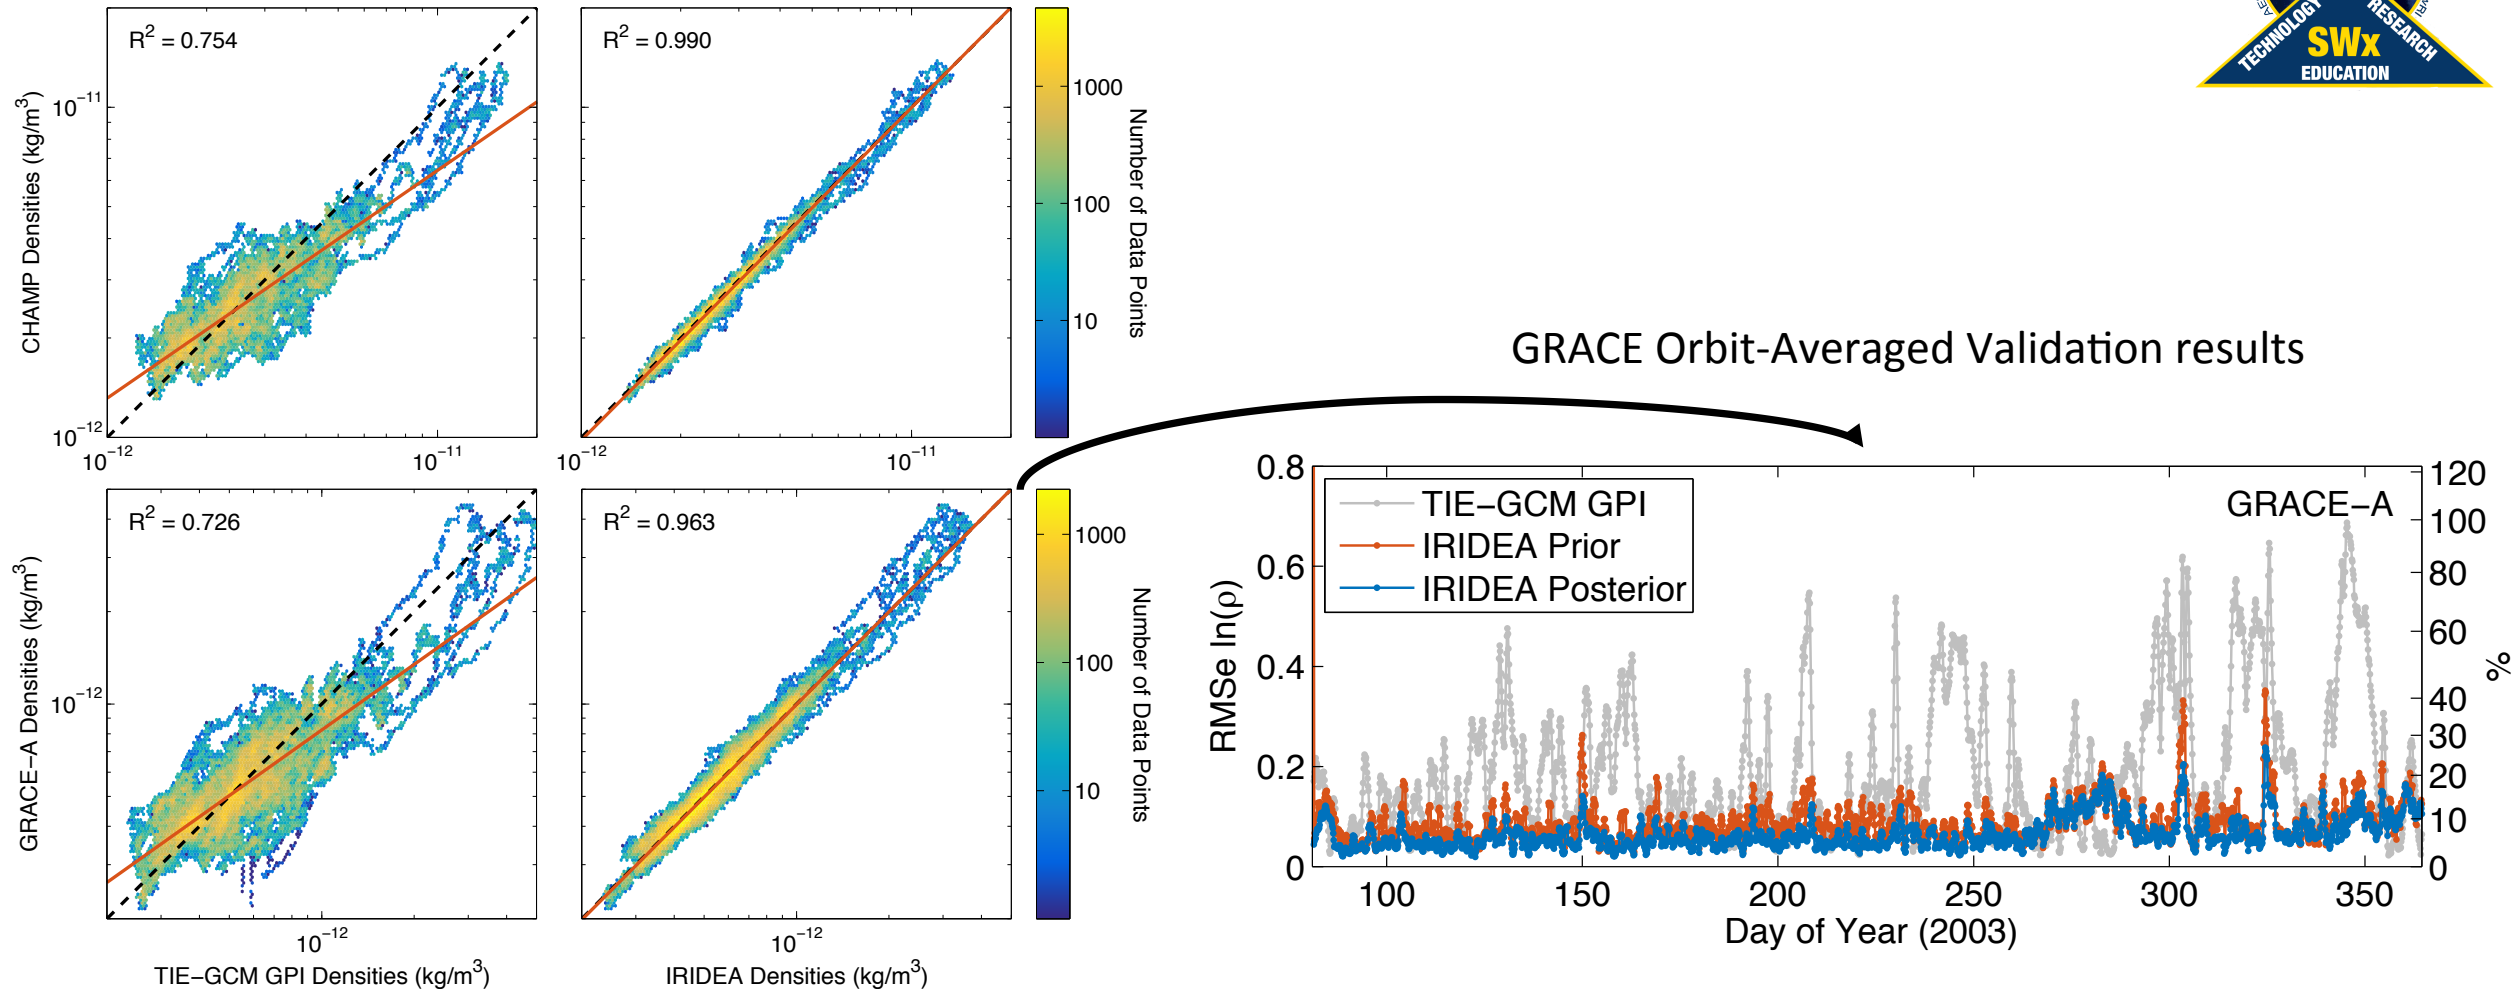 R² = 0.754
R² = 0.990
CHAMP Densities (kg/m³)
10⁻¹¹
10⁻¹²
10⁻¹²
10⁻¹¹
10⁻¹²
10⁻¹¹
1000
100
10
Number of Data Points
TECHNOLOGY
RESEARCH
SWx
EDUCATION
GRACE Orbit-Averaged Validation results
R² = 0.726
R² = 0.963
GRACE−A Densities (kg/m³)
10⁻¹²
10⁻¹²
10⁻¹²
TIE−GCM GPI Densities (kg/m³)
IRIDEA Densities (kg/m³)
1000
100
10
Number of Data Points
0.8
0.6
0.4
0.2
0
RMSe ln(ρ)
TIE−GCM GPI
IRIDEA Prior
IRIDEA Posterior
GRACE−A
120
100
80
60
40
30
20
10
0
%
100
150
200
250
300
350
Day of Year (2003)